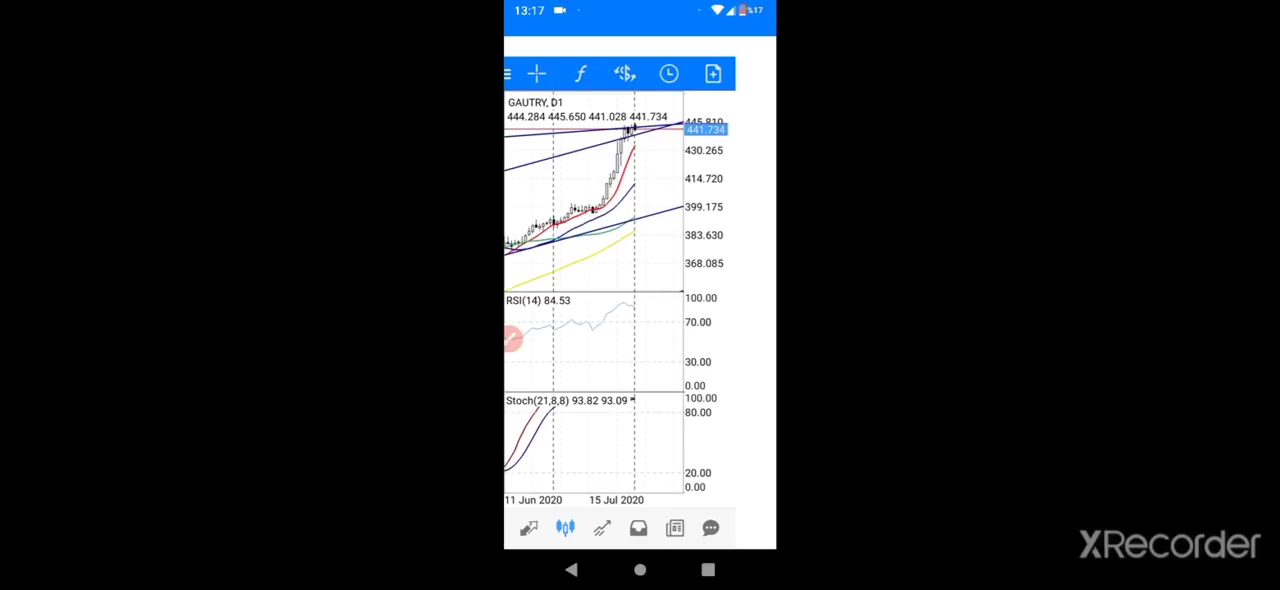 13:17
%17
GAUTRY, D1
444.284 445.650 441.028 441.734
445.810
441.734
430.265
414.720
399.175
383.630
368.085
RSI(14) 84.53
100.00
70.00
30.00
0.00
Stoch(21,8,8) 93.82 93.09
100.00
80.00
20.00
0.00
11 Jun 2020 15 Jul 2020
XRecorder